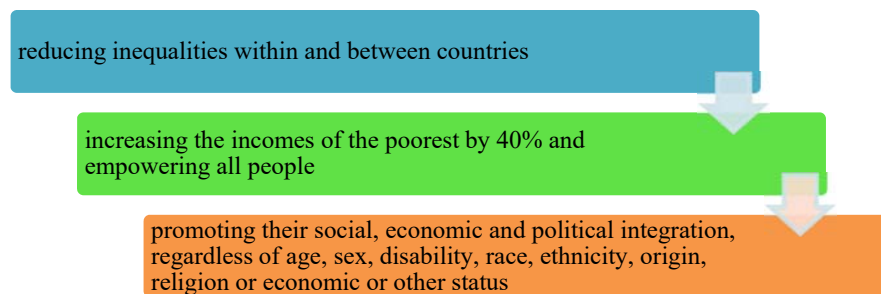 reducing inequalities within and between countries
increasing the incomes of the poorest by 40% and
empowering all people
promoting their social, economic and political integration,
regardless of age, sex, disability, race, ethnicity, origin,
religion or economic or other status